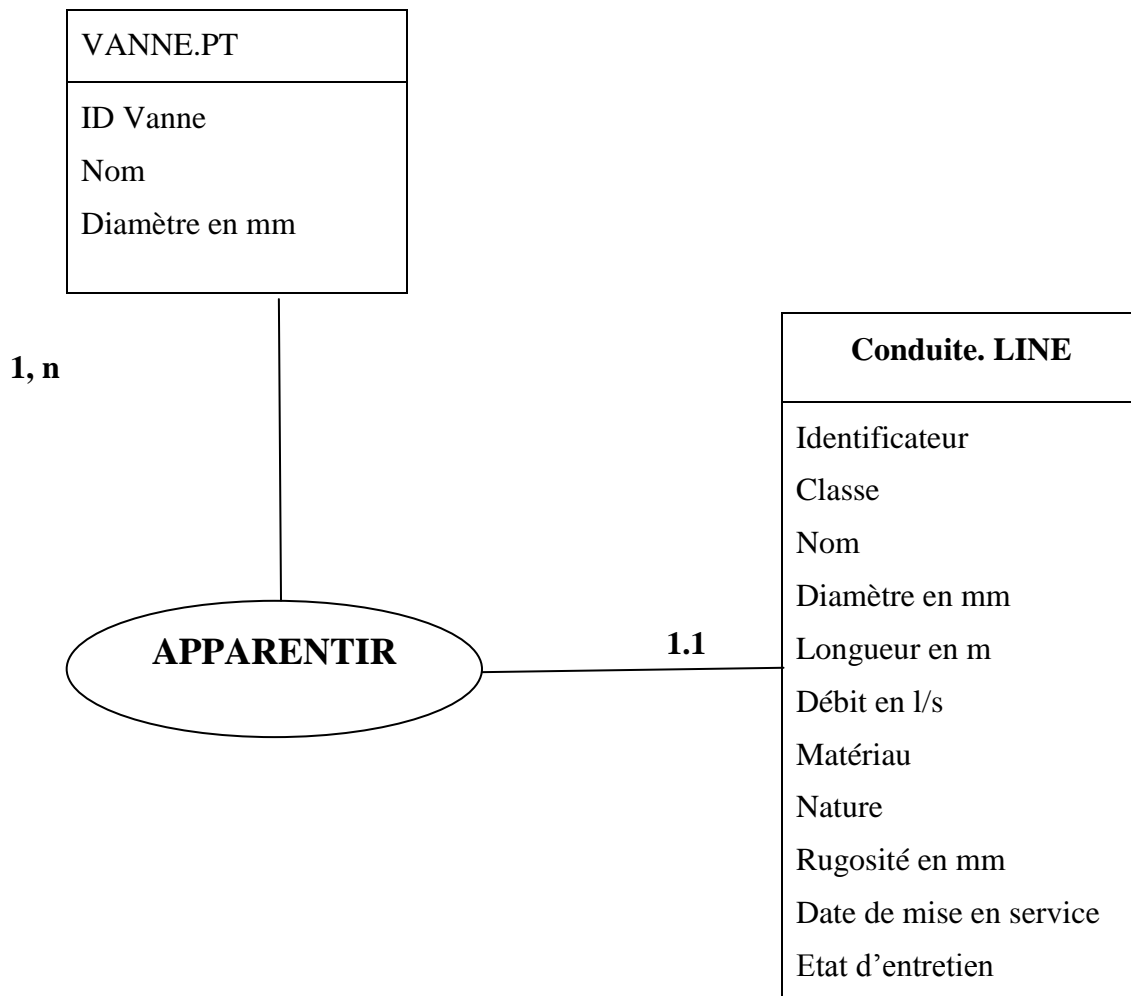 VANNE.PT
ID Vanne
Nom
Diamètre en mm
1, n
Conduite. LINE
Identificateur
Classe
Nom
Diamètre en mm
Longueur en m
Débit en l/s
Matériau
Nature
Rugosité en mm
Date de mise en service
Etat d’entretien
APPARENTIR
1.1